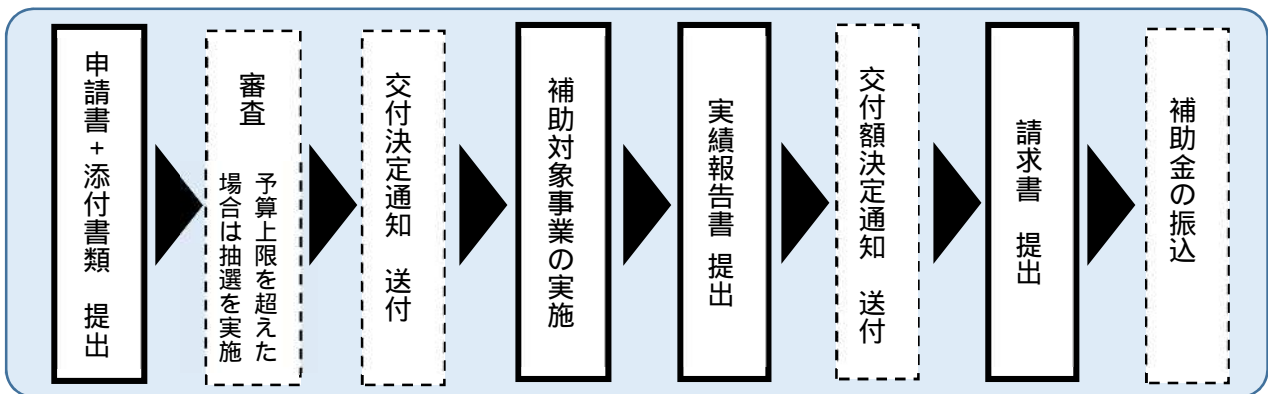 申請書+添付書類 提出
審査
予算上限を超えた
場合は抽選を実施
交付決定通知 送付
補助対象事業の実施
実績報告書 提出
交付額決定通知 送付
請求書 提出
補助金の振込